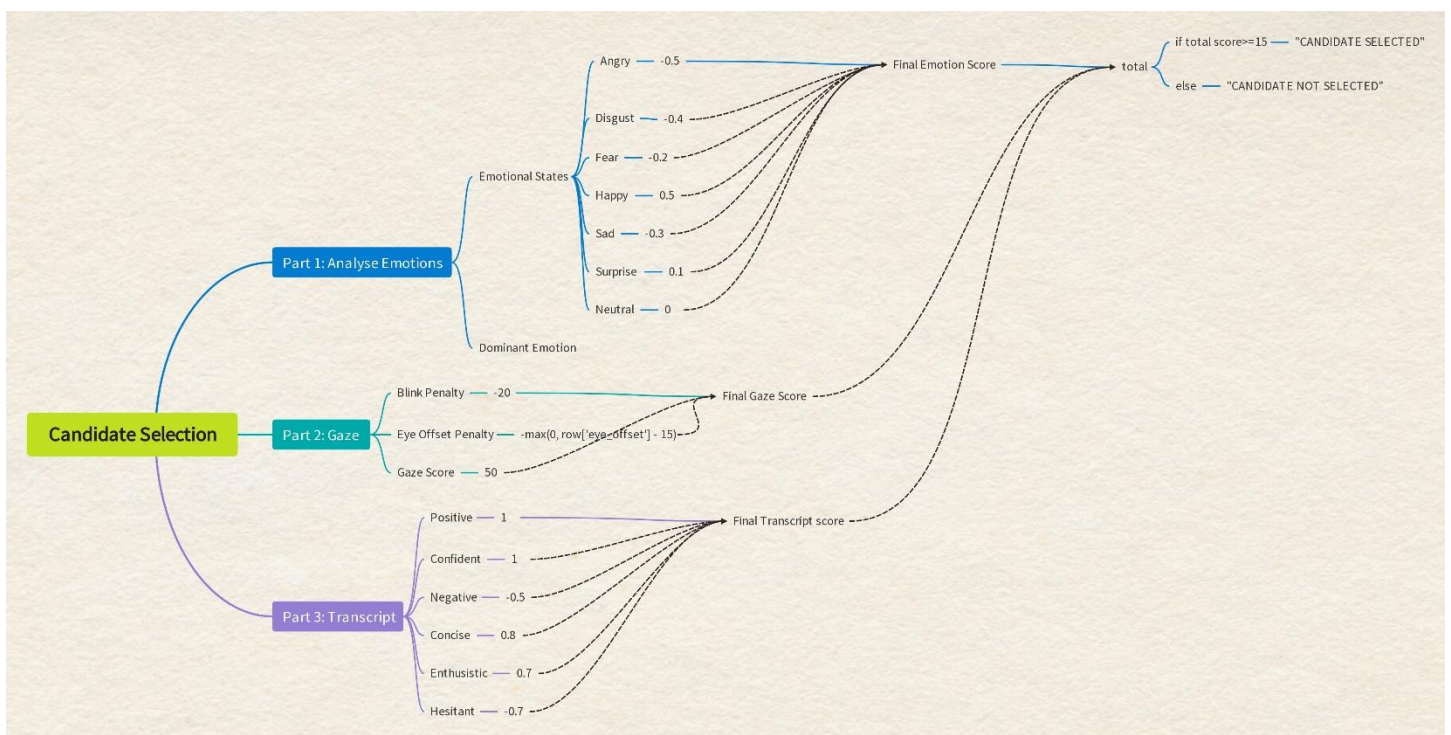 Candidate Selection
Part 1: Analyse Emotions
Emotional States
Angry
-0.5
Disgust
-0.4
Fear
-0.2
Happy
0.5
Sad
-0.3
Surprise
0.1
Neutral
0
Final Emotion Score
Dominant Emotion
Part 2: Gaze
Blink Penalty
-20
Eye Offset Penalty
-max(0, row['eye_offset'] - 15)
Gaze Score
50
Final Gaze Score
Part 3: Transcript
Positive
1
Confident
1
Negative
-0.5
Concise
0.8
Enthusistic
0.7
Hesitant
-0.7
Final Transcript score
total
if total score>=15
"CANDIDATE SELECTED"
else
"CANDIDATE NOT SELECTED"